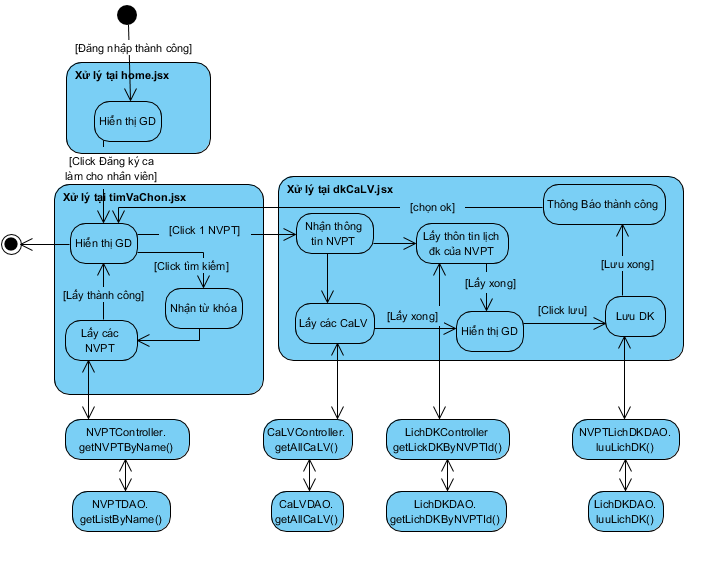 [Đăng nhập thành công]
Xử lý tại home.jsx
Hiển thị GD
[Click Đăng ký ca
làm cho nhân viên]
Xử lý tại timVaChon.jsx
Hiển thị GD
[Click 1 NVPT]
[Click tìm kiếm]
[Lấy thành công]
Nhận từ khóa
Lấy các
NVPT
Xử lý tại dkCaLV.jsx
[chọn ok]
Thông Báo thành công
Nhận thông
tin NVPT
Lấy thôn tin lịch
đk của NVPT
[Lưu xong]
[Lấy xong]
Lấy các CaLV
[Lấy xong]
Hiển thị GD
[Click lưu]
Lưu DK
NVPTController.
getNVPTByName()
CaLVController.
getAllCaLV()
LichDKController
getLickDKByNVPTId()
NVPTLichDKDAO.
luuLichDK()
NVPTDAO.
getListByName()
CaLVDAO.
getAllCaLV()
LichDKDAO.
getLichDKByNVPTId()
LichDKDAO.
luuLichDK()